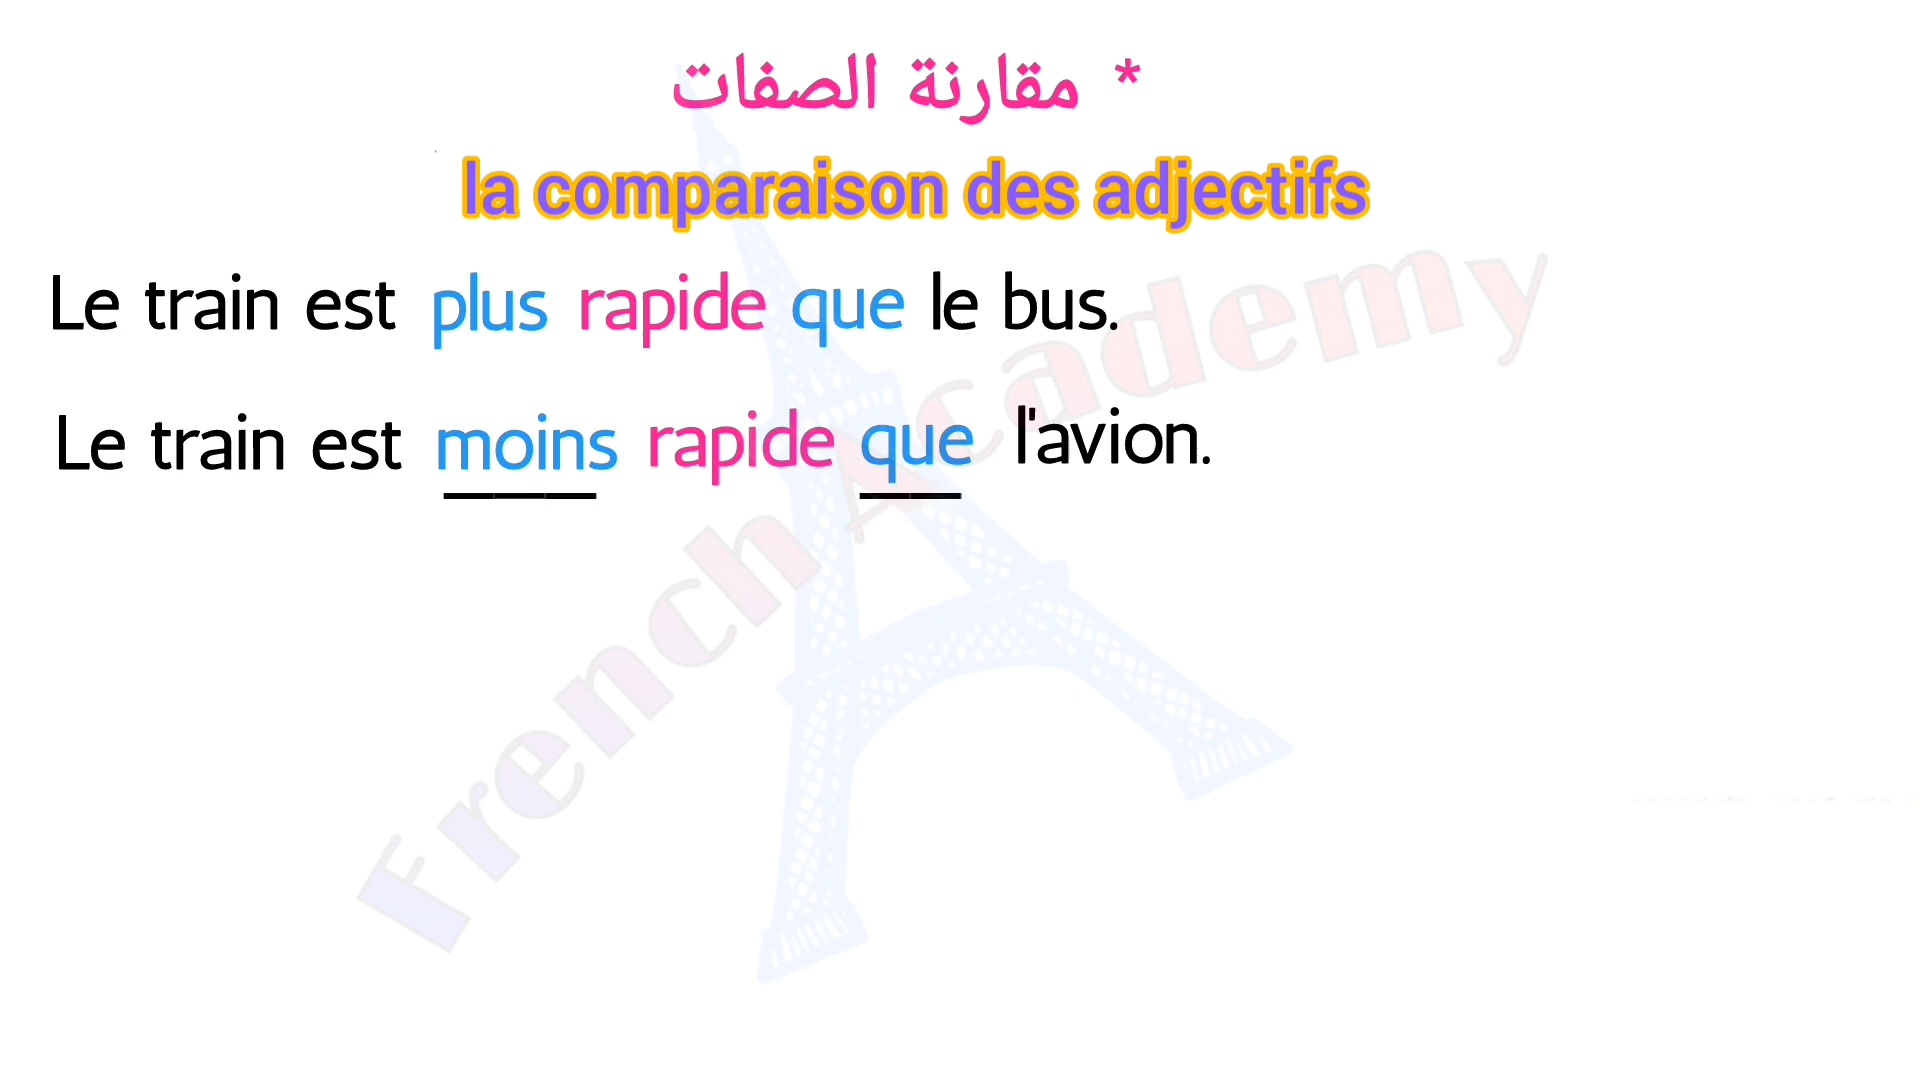 * مقارنة الصفات
la comparaison des adjectifs
Le train est plus rapide que le bus.
Le train est moins rapide que l'avion.
French Academy